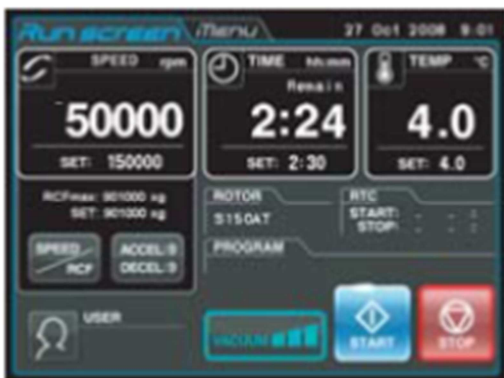 Run screen
Menu
27 Oct 2008 9:01
SPEED rpm
50000
SET: 150000
TIME hh:mm
Remain
2:24
SET: 2:30
TEMP °C
4.0
SET: 4.0
RCFmax: 901000 xg
SET: 901000 xg
SPEED
RCF
ACCEL:9
DECEL:9
ROTOR
S150AT
PROGRAM
RTC
START: - : :
STOP: - : :
USER
VACUUM
START
STOP